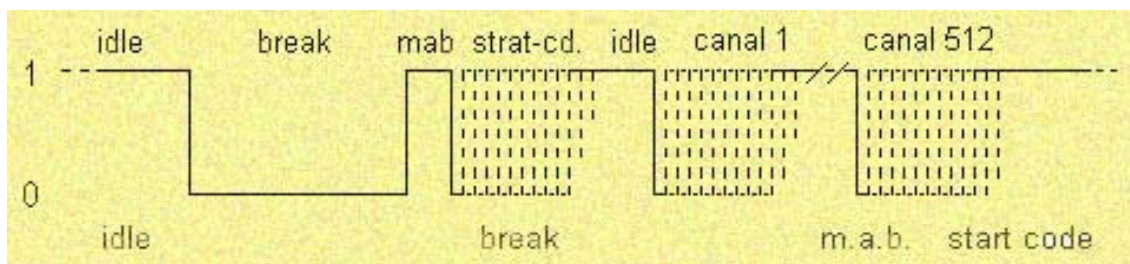 idle break mab strat-cd. idle canal 1 canal 512
1
0
idle break m.a.b. start code